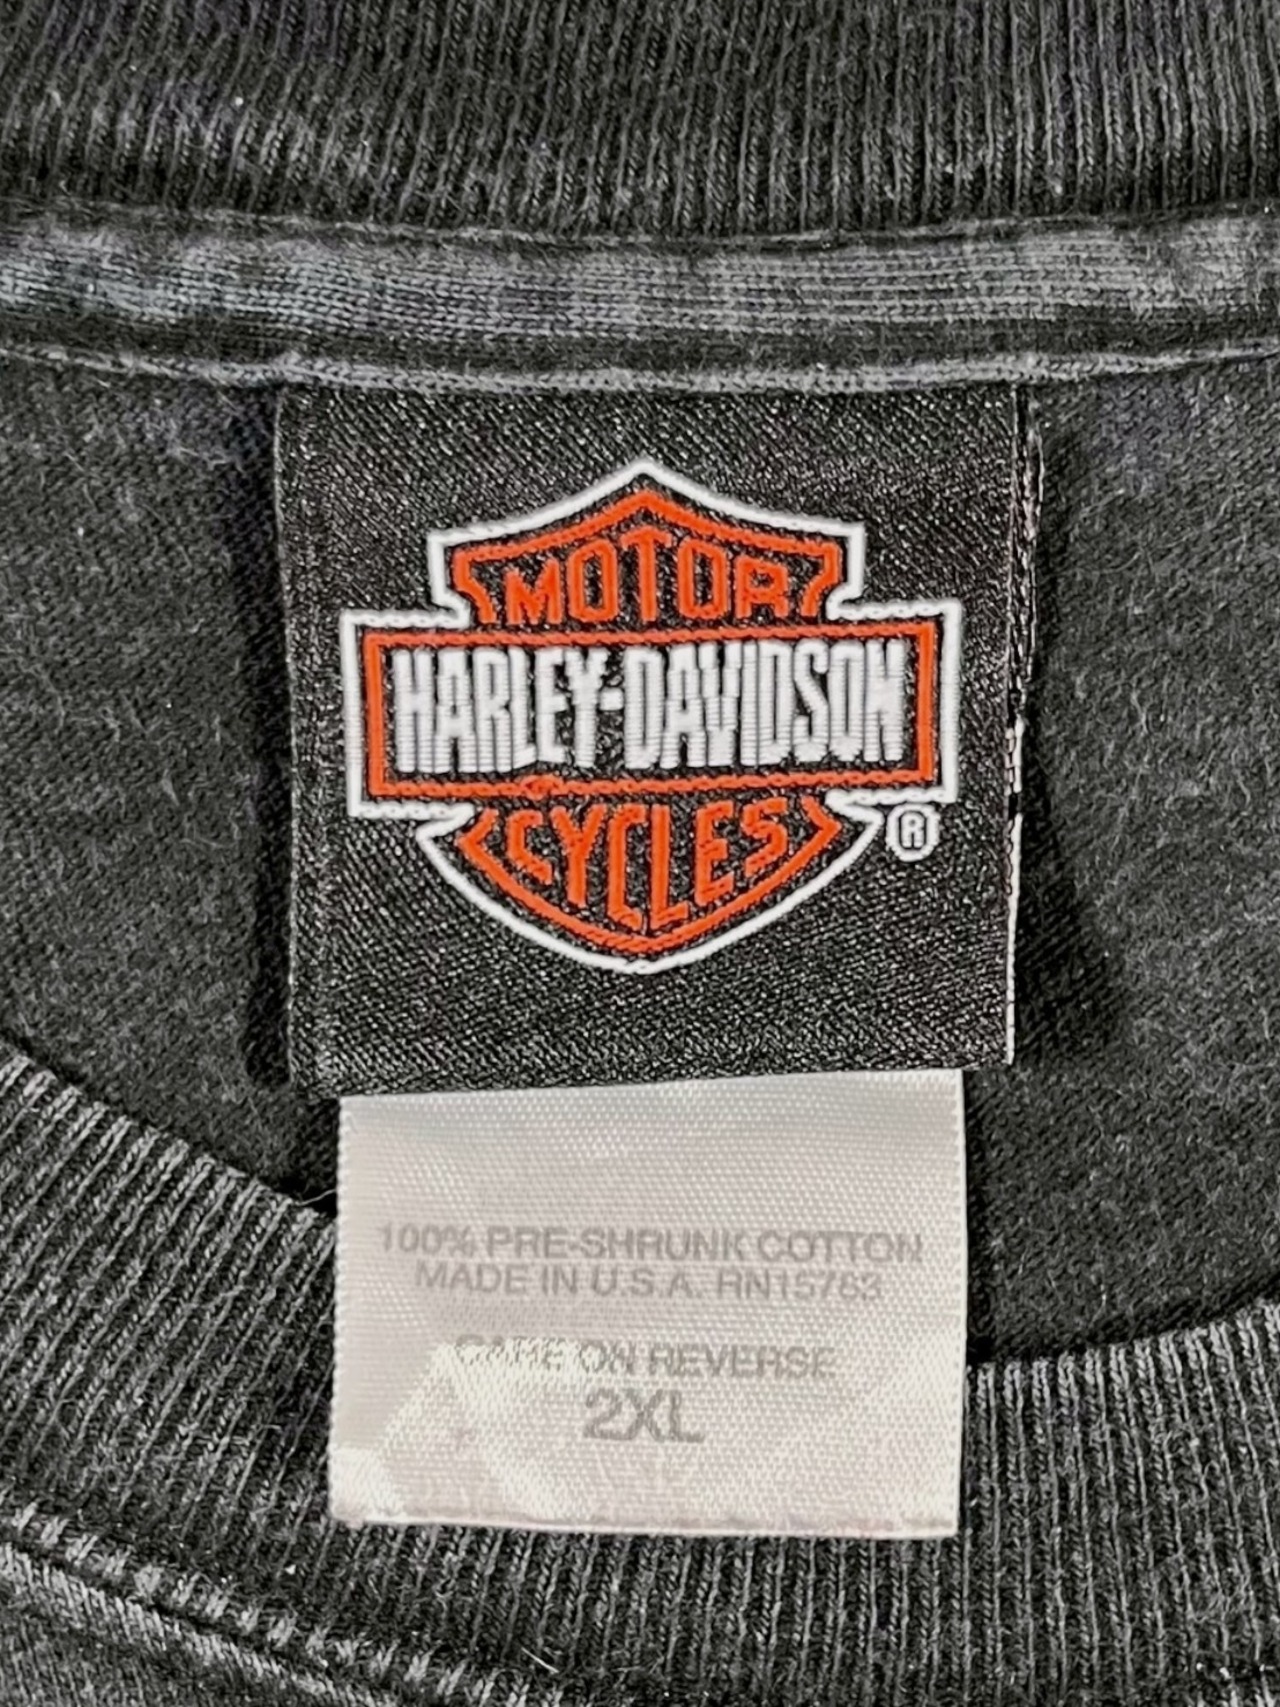 MOTOR
HARLEY-DAVIDSON
CYCLES
®
100% PRE-SHRUNK COTTON
MADE IN U.S.A. RN15763
CARE ON REVERSE
2XL